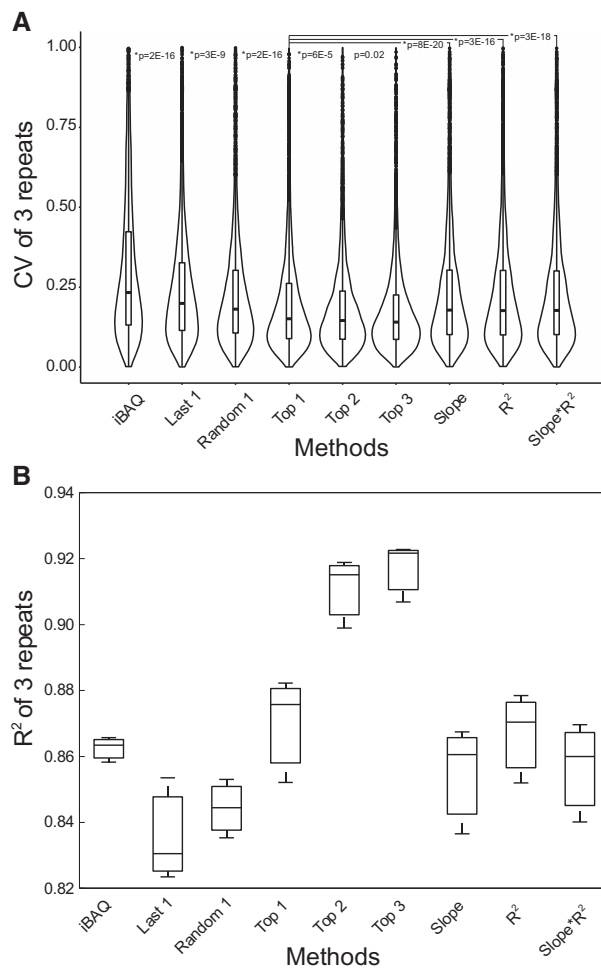 A
*p=3E-18
*p=3E-16
*p=8E-20
*p=2E-16 *p=3E-9 *p=2E-16 *p=6E-5 p=0.02
1.00
0.75
0.50
0.25
0.00
CV of 3 repeats
iBAQ Last 1 Random 1 Top 1 Top 2 Top 3 Slope R² Slope*R²
Methods
B
0.94
0.92
0.90
0.88
0.86
0.84
0.82
R² of 3 repeats
iBAQ Last 1 Random 1 Top 1 Top 2 Top 3 Slope R² Slope*R²
Methods